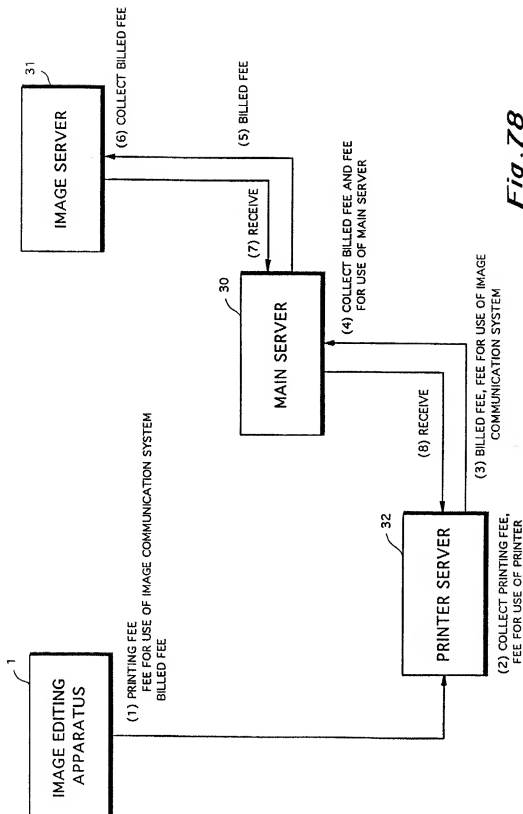 1
IMAGE EDITING
APPARATUS
(1) PRINTING FEE
FEE FOR USE OF IMAGE COMMUNICATION SYSTEM
BILLED FEE
32
PRINTER SERVER
(2) COLLECT PRINTING FEE,
FEE FOR USE OF PRINTER
(3) BILLED FEE, FEE FOR USE OF IMAGE
COMMUNICATION SYSTEM
(8) RECEIVE
30
MAIN SERVER
(4) COLLECT BILLED FEE AND FEE
FOR USE OF MAIN SERVER
(7) RECEIVE
(5) BILLED FEE
31
IMAGE SERVER
(6) COLLECT BILLED FEE
Fig. 78